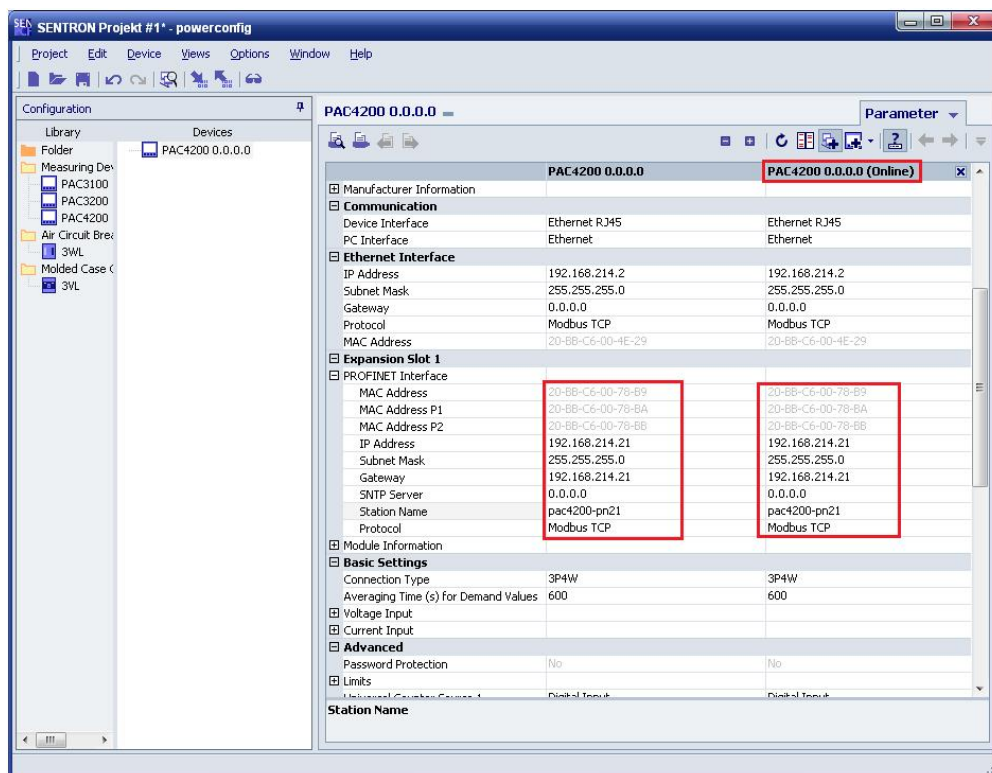 SENTRON Projekt #1* - powerconfig
Project Edit Device Views Options Window Help
Configuration
Library Devices
Folder
Measuring Dev
PAC3100
PAC3200
PAC4200
Air Circuit Brea
3WL
Molded Case C
3VL
PAC4200 0.0.0.0
PAC4200 0.0.0.0
Parameter
PAC4200 0.0.0.0 PAC4200 0.0.0.0 (Online)
Manufacturer Information
Communication
Device Interface Ethernet RJ45 Ethernet RJ45
PC Interface Ethernet Ethernet
Ethernet Interface
IP Address 192.168.214.2 192.168.214.2
Subnet Mask 255.255.255.0 255.255.255.0
Gateway 0.0.0.0 0.0.0.0
Protocol Modbus TCP Modbus TCP
MAC Address 20-BB-C6-00-4E-29 20-BB-C6-00-4E-29
Expansion Slot 1
PROFINET Interface
MAC Address 20-BB-C6-00-78-B9 20-BB-C6-00-78-B9
MAC Address P1 20-BB-C6-00-78-BA 20-BB-C6-00-78-BA
MAC Address P2 20-BB-C6-00-78-BB 20-BB-C6-00-78-BB
IP Address 192.168.214.21 192.168.214.21
Subnet Mask 255.255.255.0 255.255.255.0
Gateway 192.168.214.21 192.168.214.21
SNTP Server 0.0.0.0 0.0.0.0
Station Name pac4200-pn21 pac4200-pn21
Protocol Modbus TCP Modbus TCP
Module Information
Basic Settings
Connection Type 3P4W 3P4W
Averaging Time (s) for Demand Values 600 600
Voltage Input
Current Input
Advanced
Password Protection No No
Limits
Universal Counter Source 1 Digital Input Digital Input
Station Name